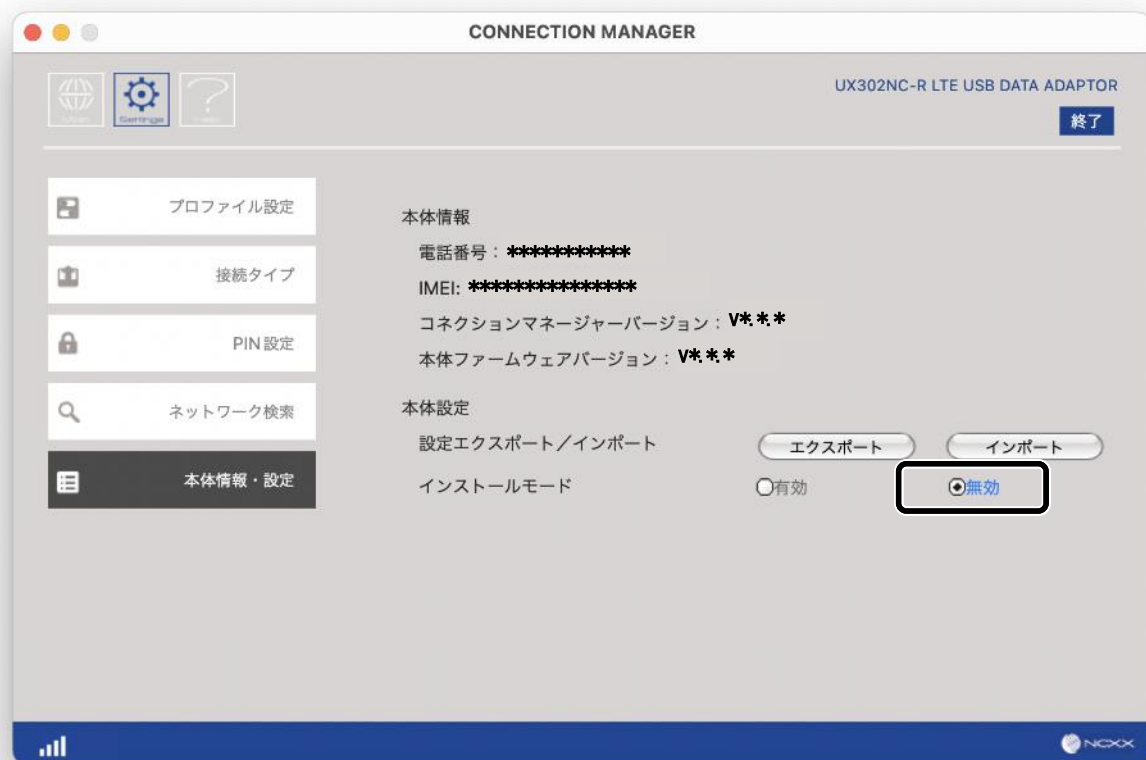 CONNECTION MANAGER
Settings
UX302NC-R LTE USB DATA ADAPTOR
終了
プロファイル設定
接続タイプ
PIN設定
ネットワーク検索
本体情報・設定
本体情報
電話番号：***********
IMEI: ***************
コネクションマネージャーバージョン：V*.*.*
本体ファームウェアバージョン：V*.*.*
本体設定
設定エクスポート／インポート エクスポート インポート
インストールモード 有効 無効
NCXX